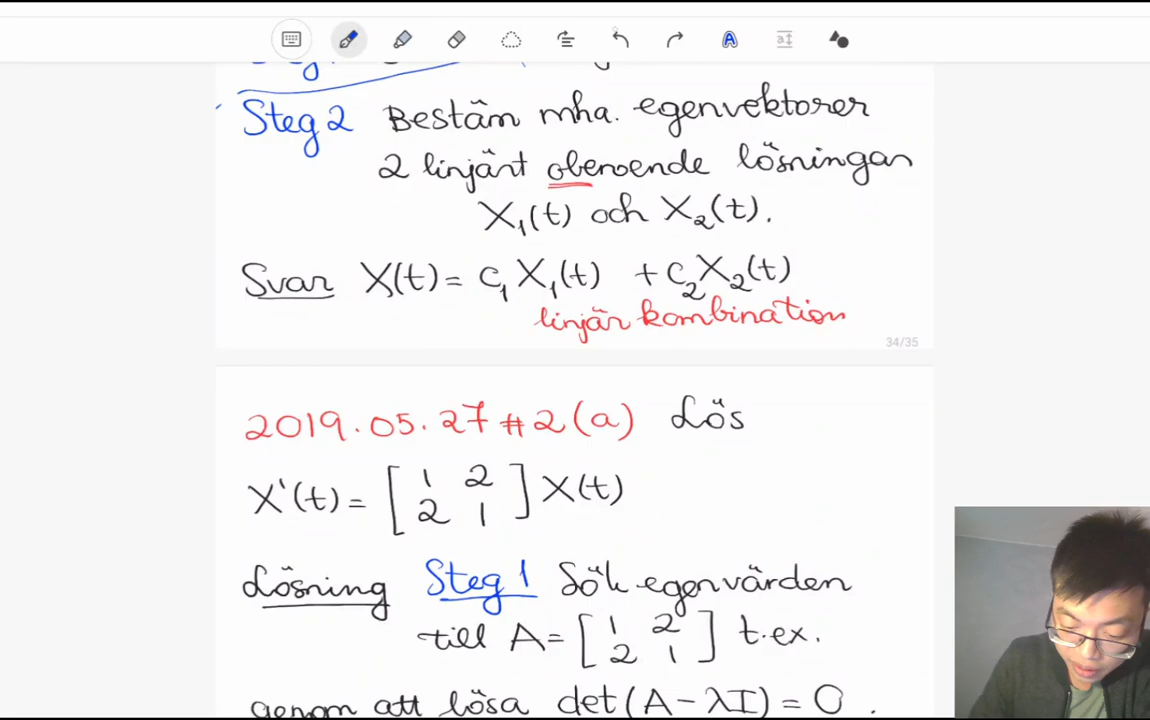 Steg 2 Bestäm mha. egenvektorer
2 linjärt oberoende lösningar
X₁(t) och X₂(t).
Svar X(t) = c₁X₁(t) + c₂X₂(t)
linjär kombination
34/35
2019.05.27 #2(a) Lös
X'(t) = [1 2; 2 1] X(t)
Lösning Steg 1 Sök egenvärden
till A = [1 2; 2 1] t.ex.
genom att lösa det(A-λI) = 0.